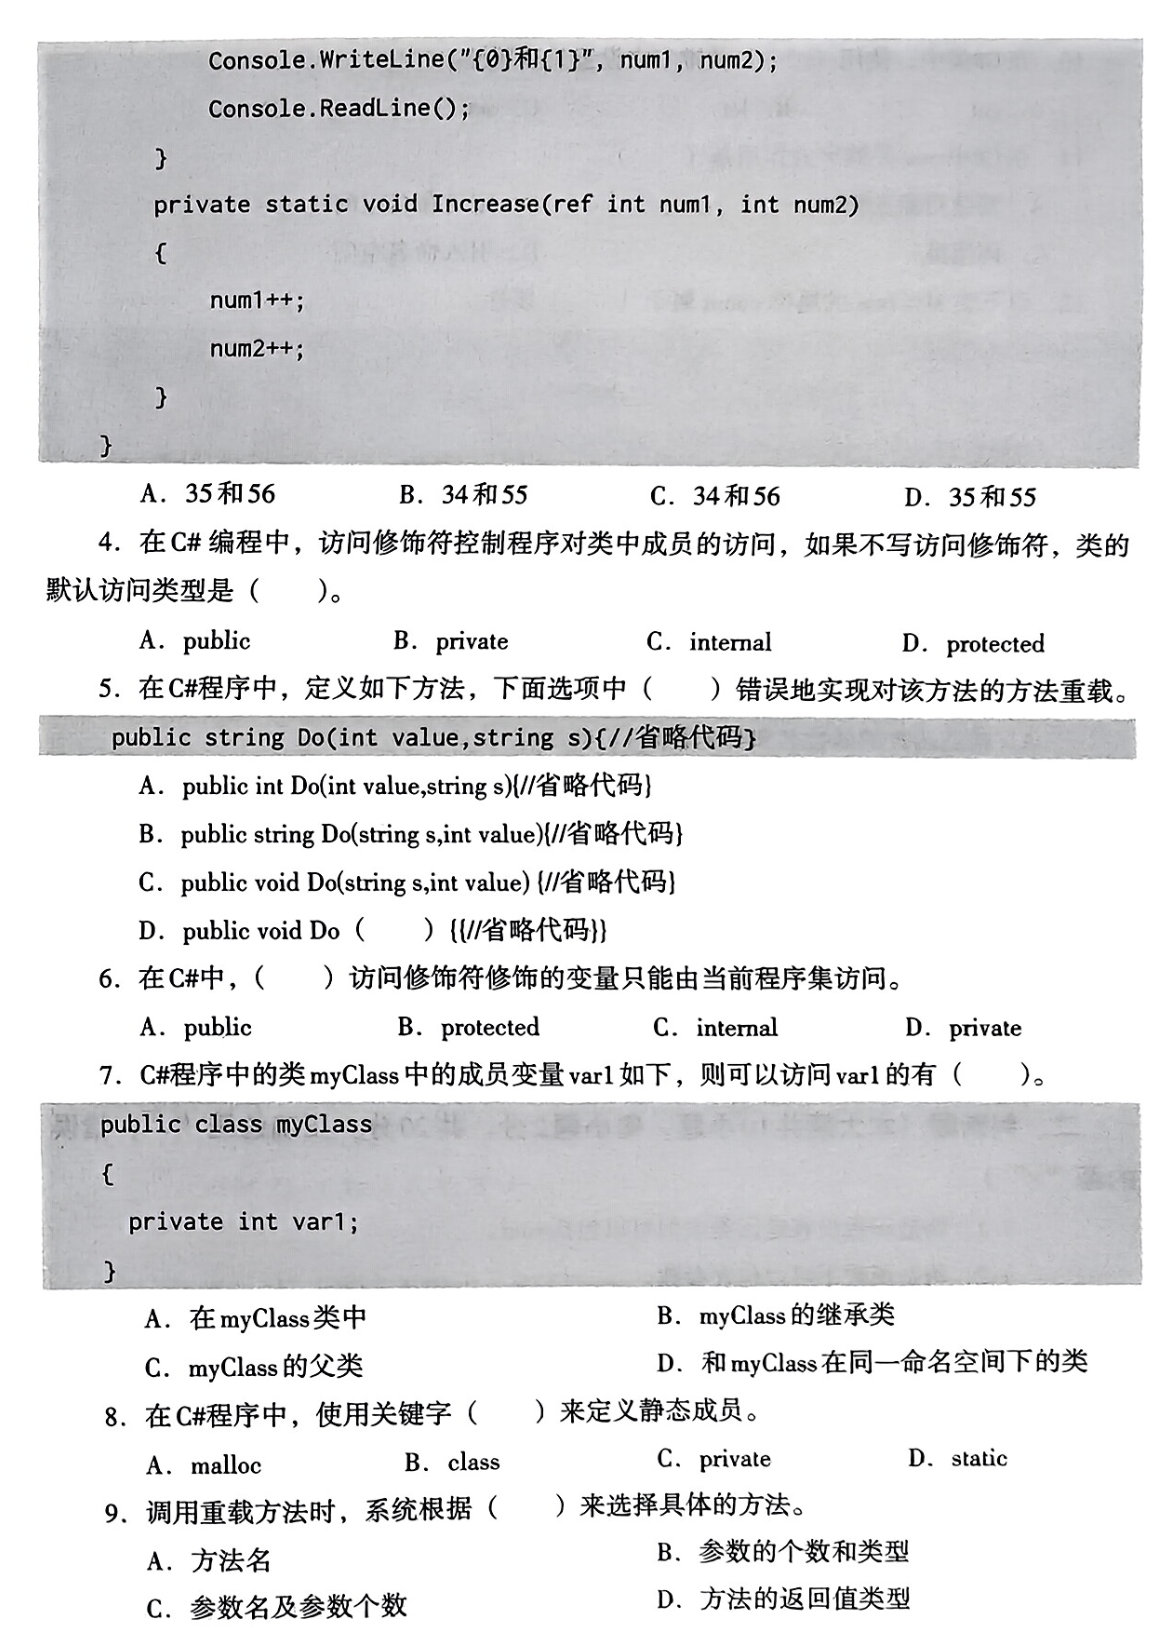 Console.WriteLine("{0}和{1}", num1, num2);
Console.ReadLine();
}
private static void Increase(ref int num1, int num2)
{
num1++;
num2++;
}
}
A. 35和56 B. 34和55 C. 34和56 D. 35和55
4. 在C# 编程中，访问修饰符控制程序对类中成员的访问，如果不写访问修饰符，类的
默认访问类型是（ ）。
A. public B. private C. internal D. protected
5. 在C#程序中，定义如下方法，下面选项中（ ）错误地实现对该方法的方法重载。
public string Do(int value,string s){//省略代码}
A. public int Do(int value,string s){//省略代码}
B. public string Do(string s,int value){//省略代码}
C. public void Do(string s,int value) {//省略代码}
D. public void Do（ ）{{//省略代码}}
6. 在C#中，（ ）访问修饰符修饰的变量只能由当前程序集访问。
A. public B. protected C. internal D. private
7. C#程序中的类myClass中的成员变量var1如下，则可以访问var1的有（ ）。
public class myClass
{
private int var1;
}
A. 在myClass类中 B. myClass的继承类
C. myClass的父类 D. 和myClass在同一命名空间下的类
8. 在C#程序中，使用关键字（ ）来定义静态成员。
A. malloc B. class C. private D. static
9. 调用重载方法时，系统根据（ ）来选择具体的方法。
A. 方法名 B. 参数的个数和类型
C. 参数名及参数个数 D. 方法的返回值类型